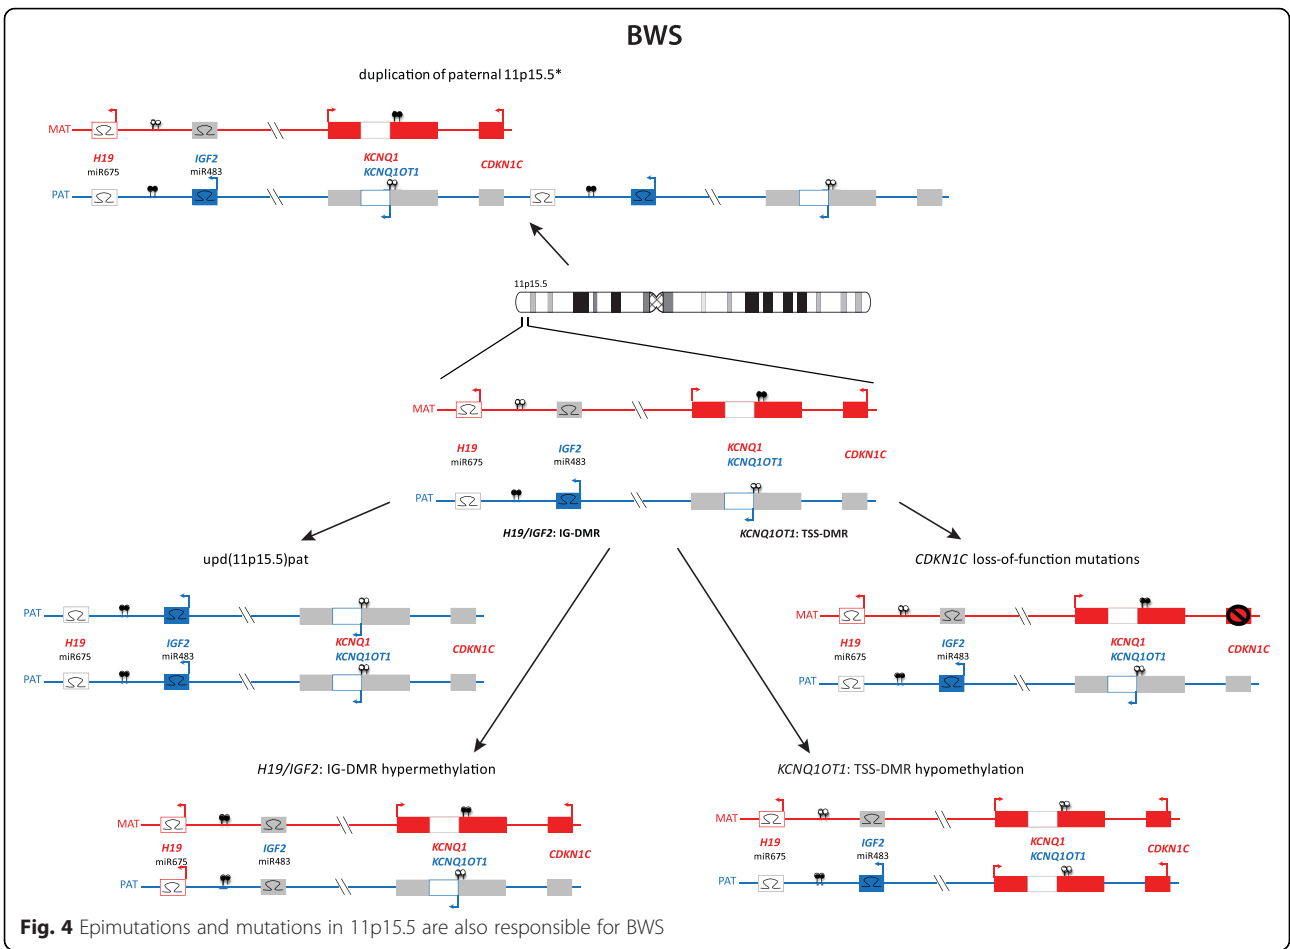 BWS
duplication of paternal 11p15.5*
MAT
H19 IGF2 KCNQ1 CDKN1C
miR675 miR483 KCNQ1OT1
PAT
11p15.5
MAT
H19 IGF2 KCNQ1 CDKN1C
miR675 miR483 KCNQ1OT1
PAT
H19/IGF2: IG-DMR KCNQ1OT1: TSS-DMR
upd(11p15.5)pat
PAT
H19 IGF2 KCNQ1 CDKN1C
miR675 miR483 KCNQ1OT1
PAT
CDKN1C loss-of-function mutations
MAT
H19 IGF2 KCNQ1 CDKN1C
miR675 miR483 KCNQ1OT1
PAT
H19/IGF2: IG-DMR hypermethylation
MAT
H19 IGF2 KCNQ1 CDKN1C
miR675 miR483 KCNQ1OT1
PAT
KCNQ1OT1: TSS-DMR hypomethylation
MAT
H19 IGF2 KCNQ1 CDKN1C
miR675 miR483 KCNQ1OT1
PAT
Fig. 4 Epimutations and mutations in 11p15.5 are also responsible for BWS